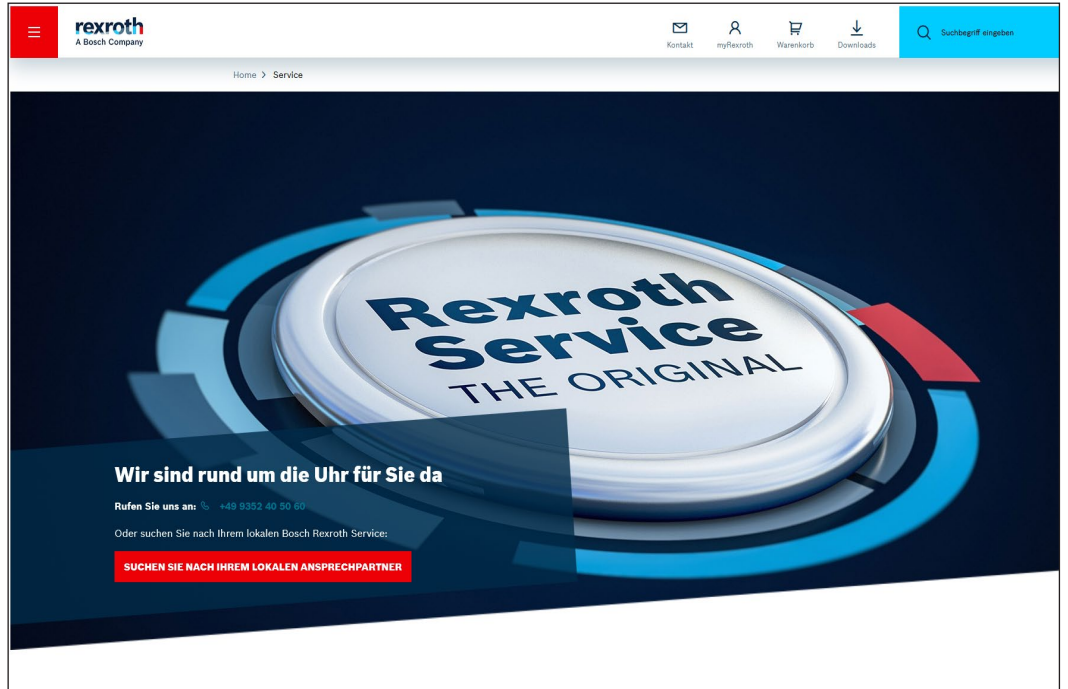 rexroth
A Bosch Company
Kontakt
myRexroth
Warenkorb
Downloads
Suchbegriff eingeben
Home > Service
Rexroth
Service
THE ORIGINAL
Wir sind rund um die Uhr für Sie da
Rufen Sie uns an: +49 9352 40 50 60
Oder suchen Sie nach Ihrem lokalen Bosch Rexroth Service:
SUCHEN SIE NACH IHREM LOKALEN ANSPRECHPARTNER